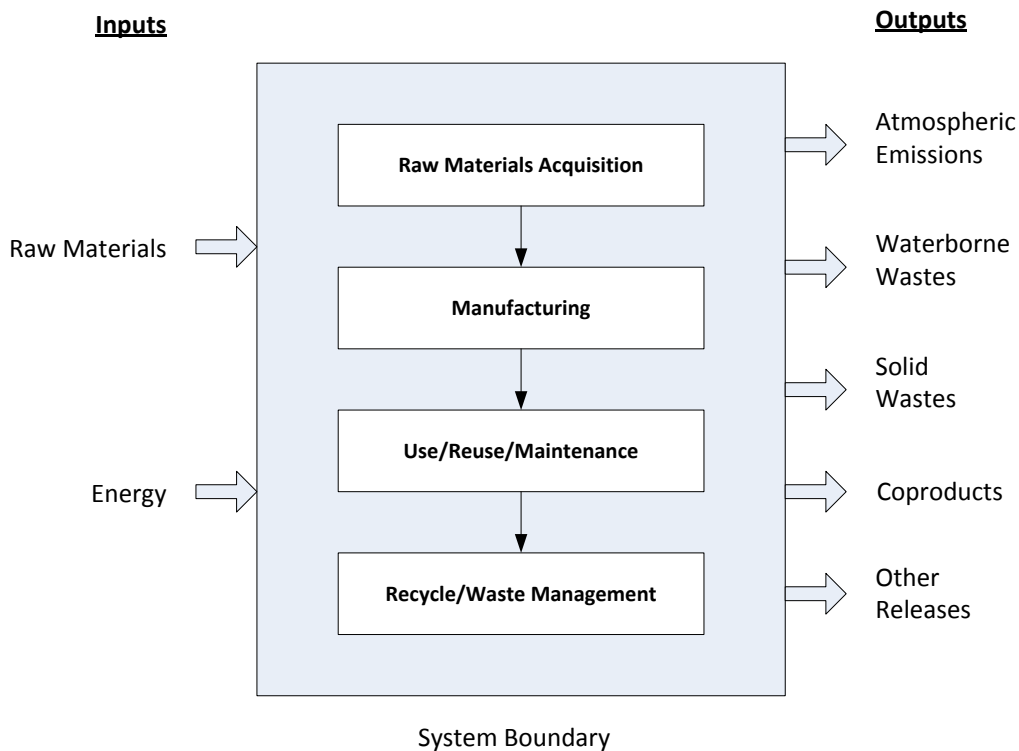 Inputs
Outputs
Raw Materials Acquisition
Atmospheric
Emissions
Raw Materials
Waterborne
Wastes
Manufacturing
Solid
Wastes
Use/Reuse/Maintenance
Energy
Coproducts
Recycle/Waste Management
Other
Releases
System Boundary